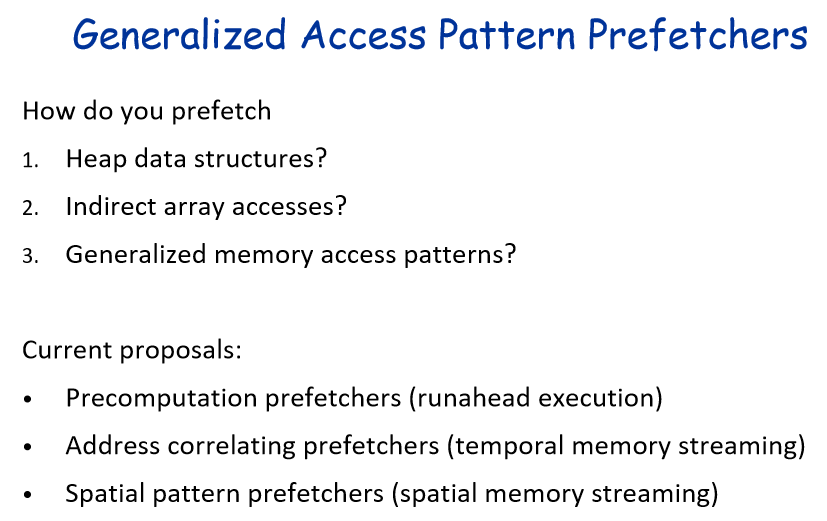 Generalized Access Pattern Prefetchers
How do you prefetch
1. Heap data structures?
2. Indirect array accesses?
3. Generalized memory access patterns?
Current proposals:
• Precomputation prefetchers (runahead execution)
• Address correlating prefetchers (temporal memory streaming)
• Spatial pattern prefetchers (spatial memory streaming)